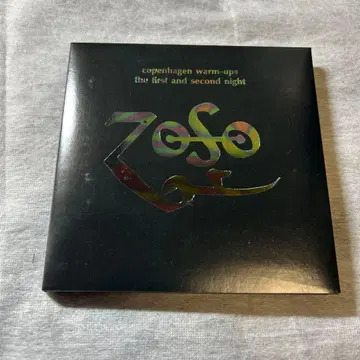 copenhagen warm-ups
the first and second night
ZOSO